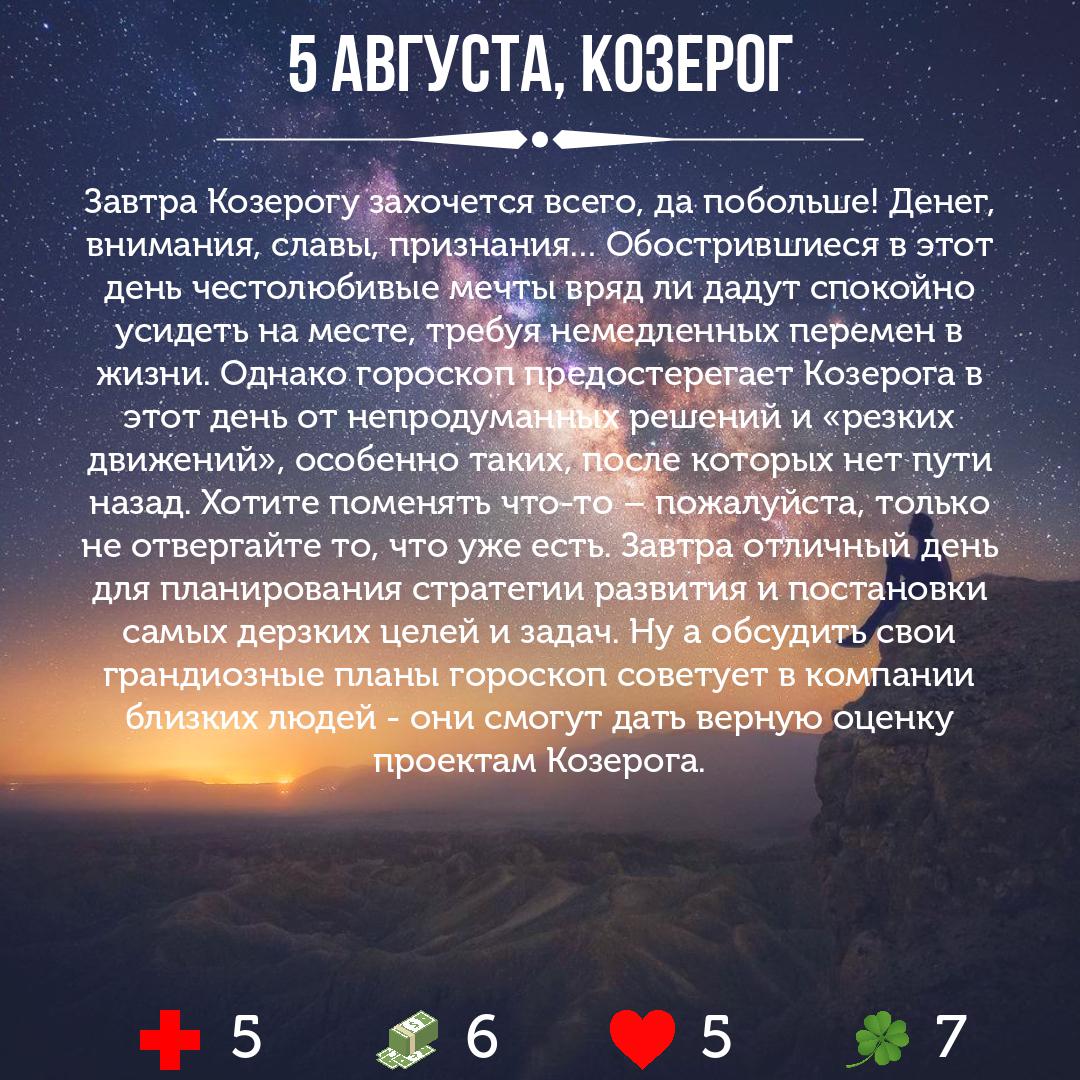 5 АВГУСТА, КОЗЕРОГ
Завтра Козерогу захочется всего, да побольше! Денег,
внимания, славы, признания... Обострившиеся в этот
день честолюбивые мечты вряд ли дадут спокойно
усидеть на месте, требуя немедленных перемен в
жизни. Однако гороскоп предостерегает Козерога в
этот день от непродуманных решений и «резких
движений», особенно таких, после которых нет пути
назад. Хотите поменять что-то – пожалуйста, только
не отвергайте то, что уже есть. Завтра отличный день
для планирования стратегии развития и постановки
самых дерзких целей и задач. Ну а обсудить свои
грандиозные планы гороскоп советует в компании
близких людей - они смогут дать верную оценку
проектам Козерога.
5 6 5 7